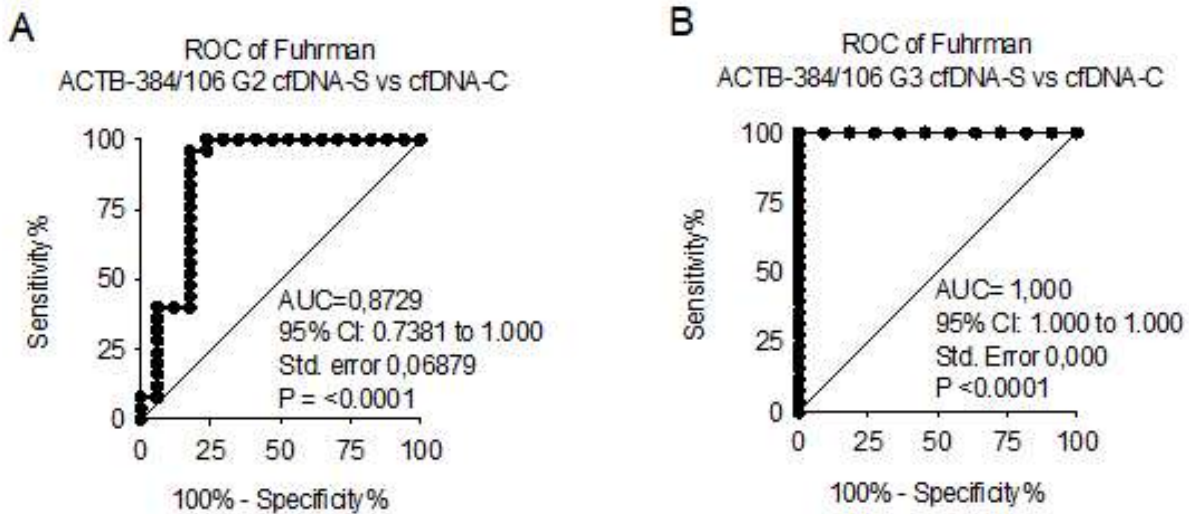 A
ROC of Fuhrman
ACTB-384/106 G2 cfDNA-S vs cfDNA-C
100
75
50
25
0
Sensitivity%
AUC=0,8729
95% CI: 0.7381 to 1.000
Std. error 0,06879
P = <0.0001
0 25 50 75 100
100% - Specificity%
B
ROC of Fuhrman
ACTB-384/106 G3 cfDNA-S vs cfDNA-C
100
75
50
25
0
Sensitivity%
AUC= 1,000
95% CI: 1.000 to 1.000
Std. Error 0,000
P <0.0001
0 25 50 75 100
100% - Specificity%